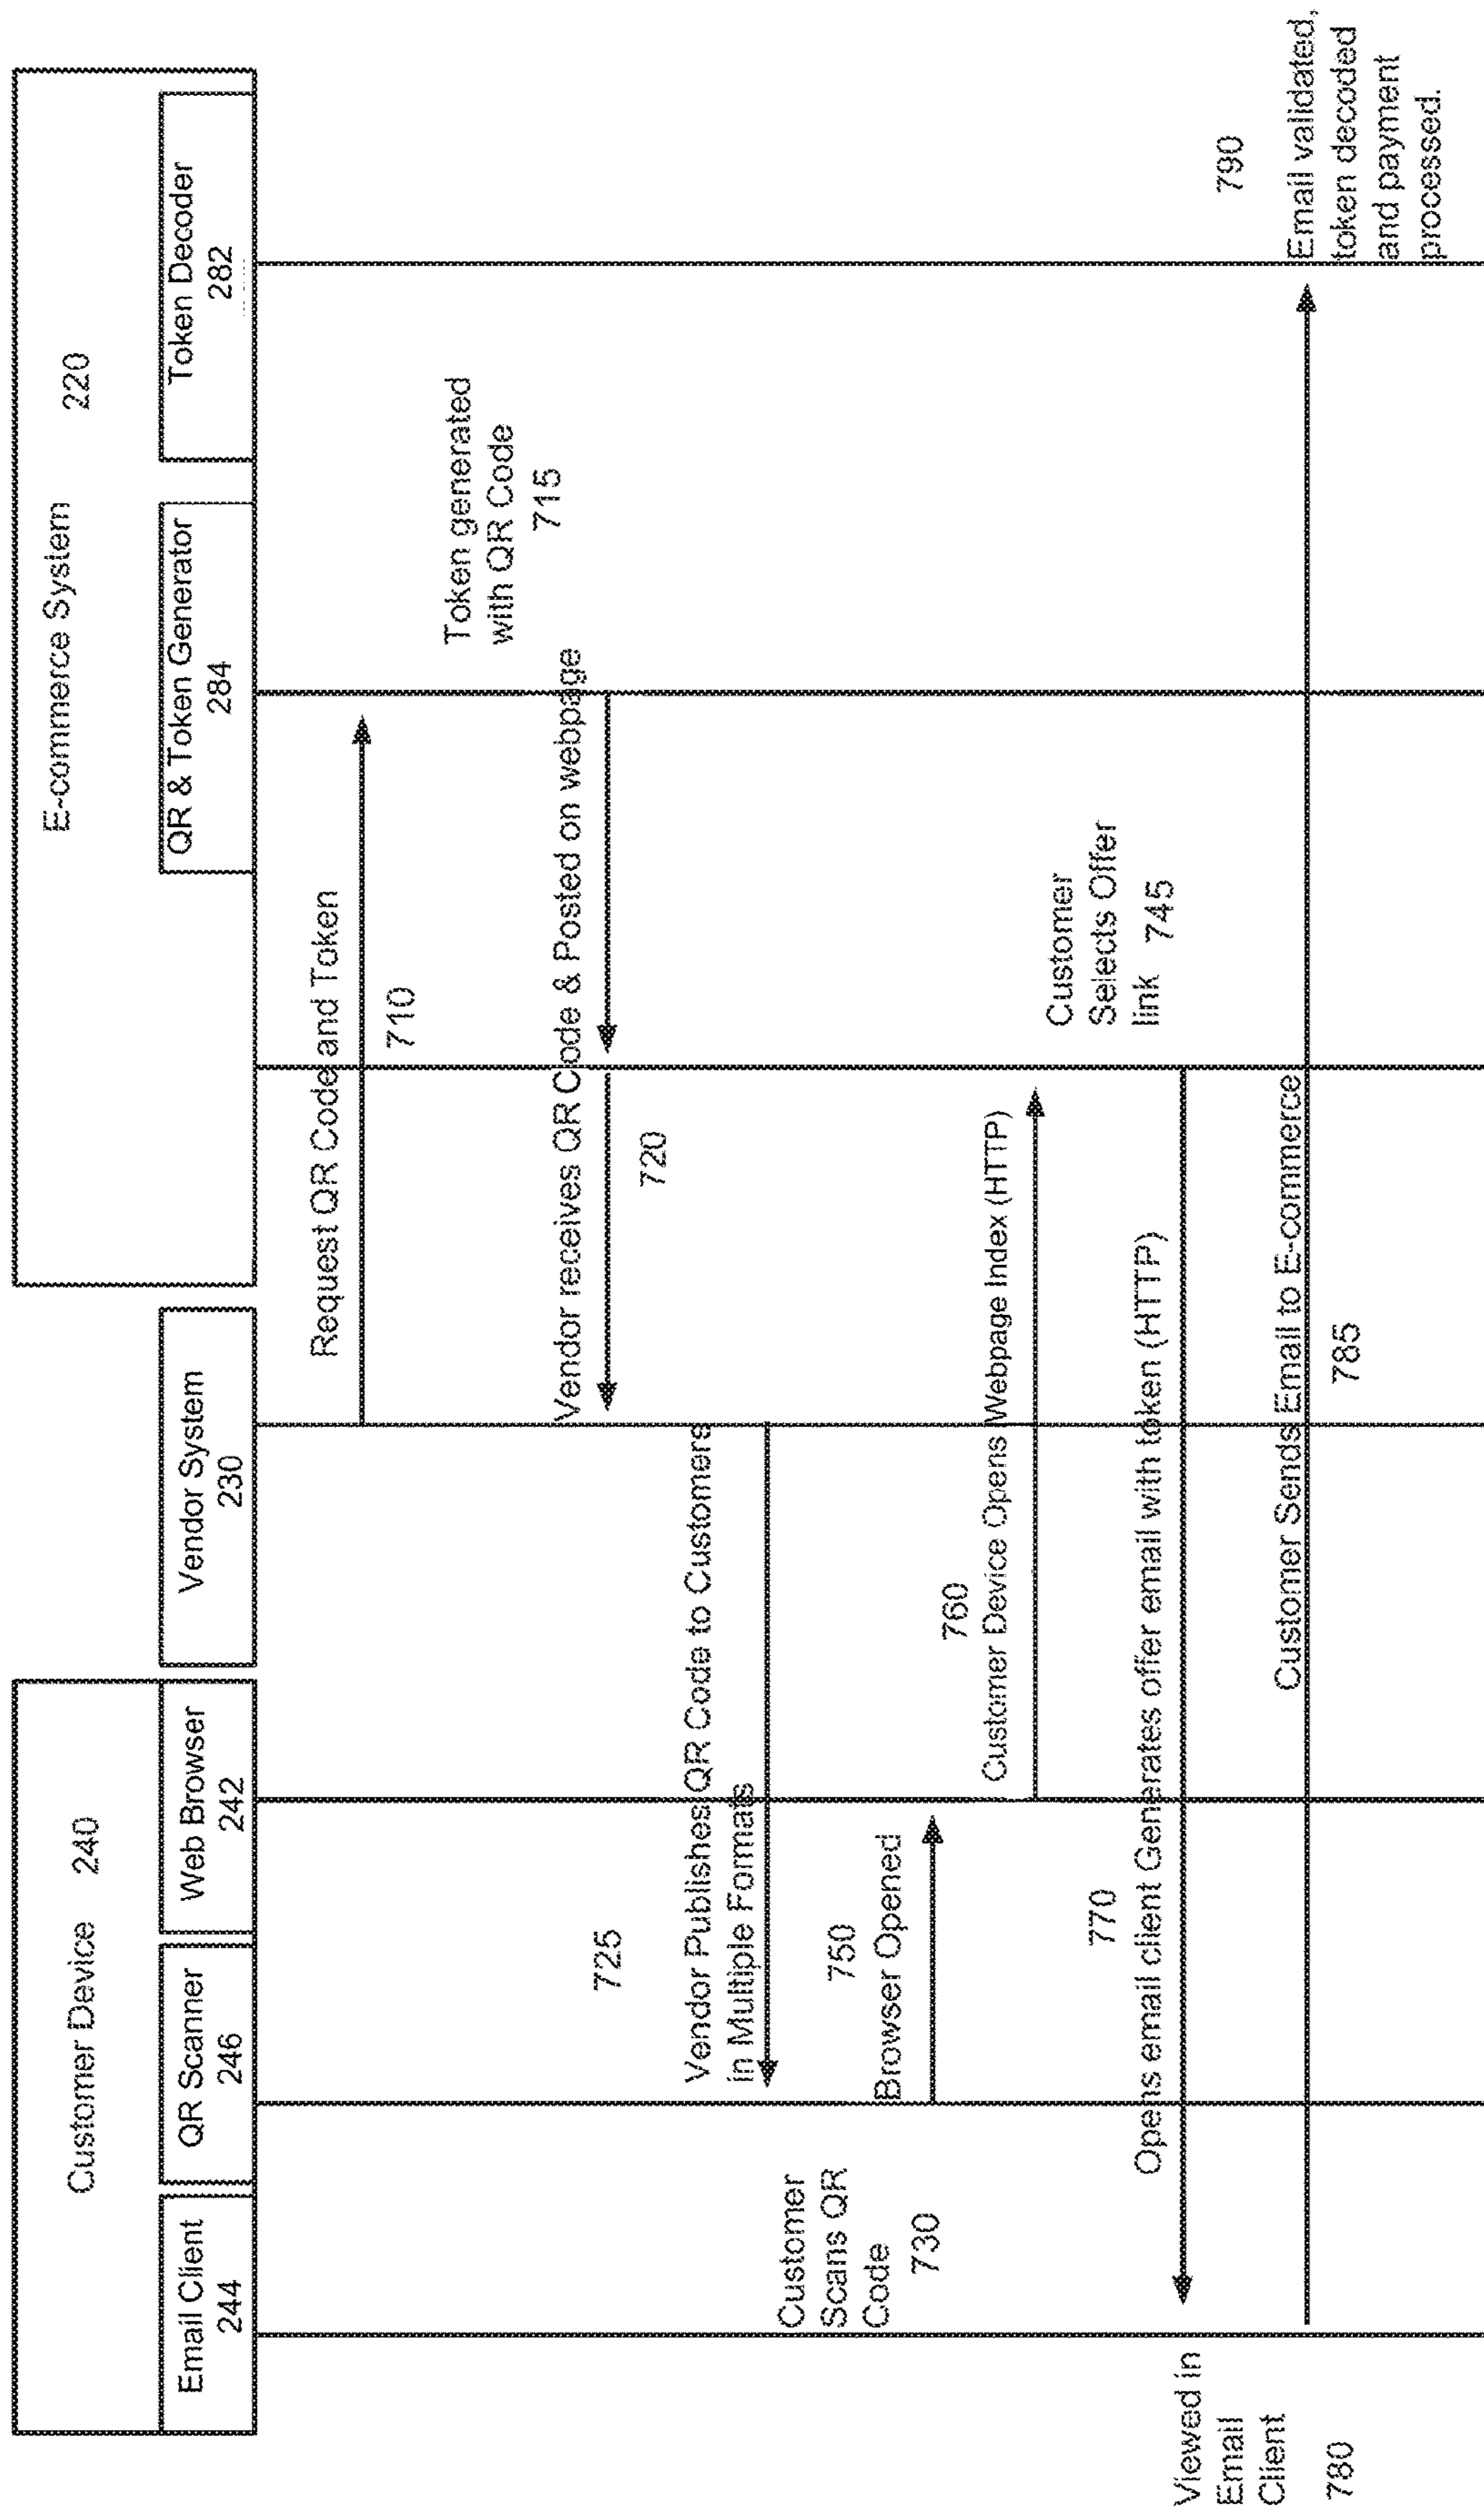 Customer Device 240
E-commerce System
220
Email Client
244
QR Scanner
246
Web Browser
242
Vendor System
230
QR & Token Generator
284
Token Decoder
282
Request QR Code and Token
710
Token generated
with QR Code
715
Vendor receives QR Code & Posted on webpage
720
725
Vendor Publishes QR Code to Customers
in Multiple Formats
Customer
Scans QR
Code
730
750
Browser Opened
760
Customer Device Opens Webpage Index (HTTP)
Customer
Selects Offer
link 745
770
Opens email client Generates offer email with token (HTTP)
Viewed in
Email
Client
780
Customer Sends Email to E-commerce
785
790
Email validated,
token decoded
and payment
processed.